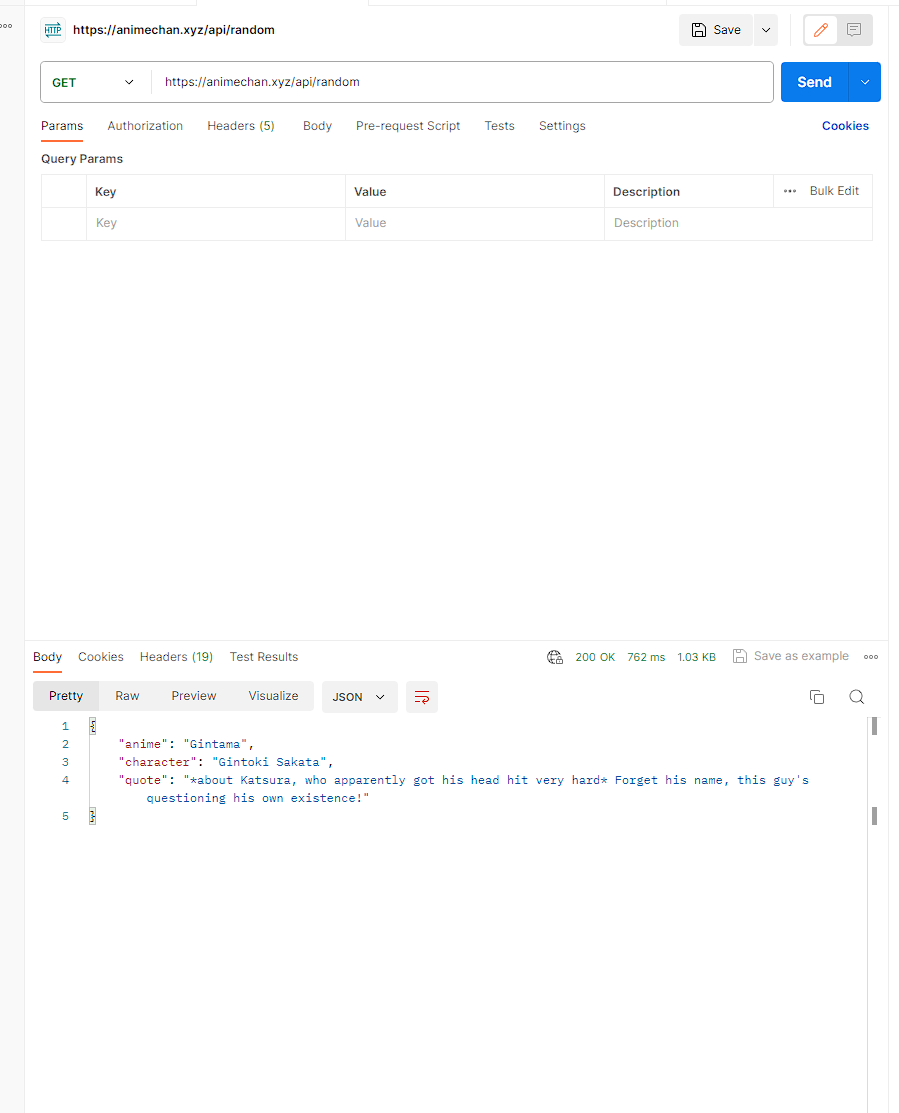 HTTP https://animechan.xyz/api/random Save
GET https://animechan.xyz/api/random Send
Params Authorization Headers (5) Body Pre-request Script Tests Settings Cookies
Query Params
Key Value Description Bulk Edit
Key Value Description
Body Cookies Headers (19) Test Results 200 OK 762 ms 1.03 KB Save as example
Pretty Raw Preview Visualize JSON
1 {
2 "anime": "Gintama",
3 "character": "Gintoki Sakata",
4 "quote": "*about Katsura, who apparently got his head hit very hard* Forget his name, this guy's
questioning his own existence!"
5 }